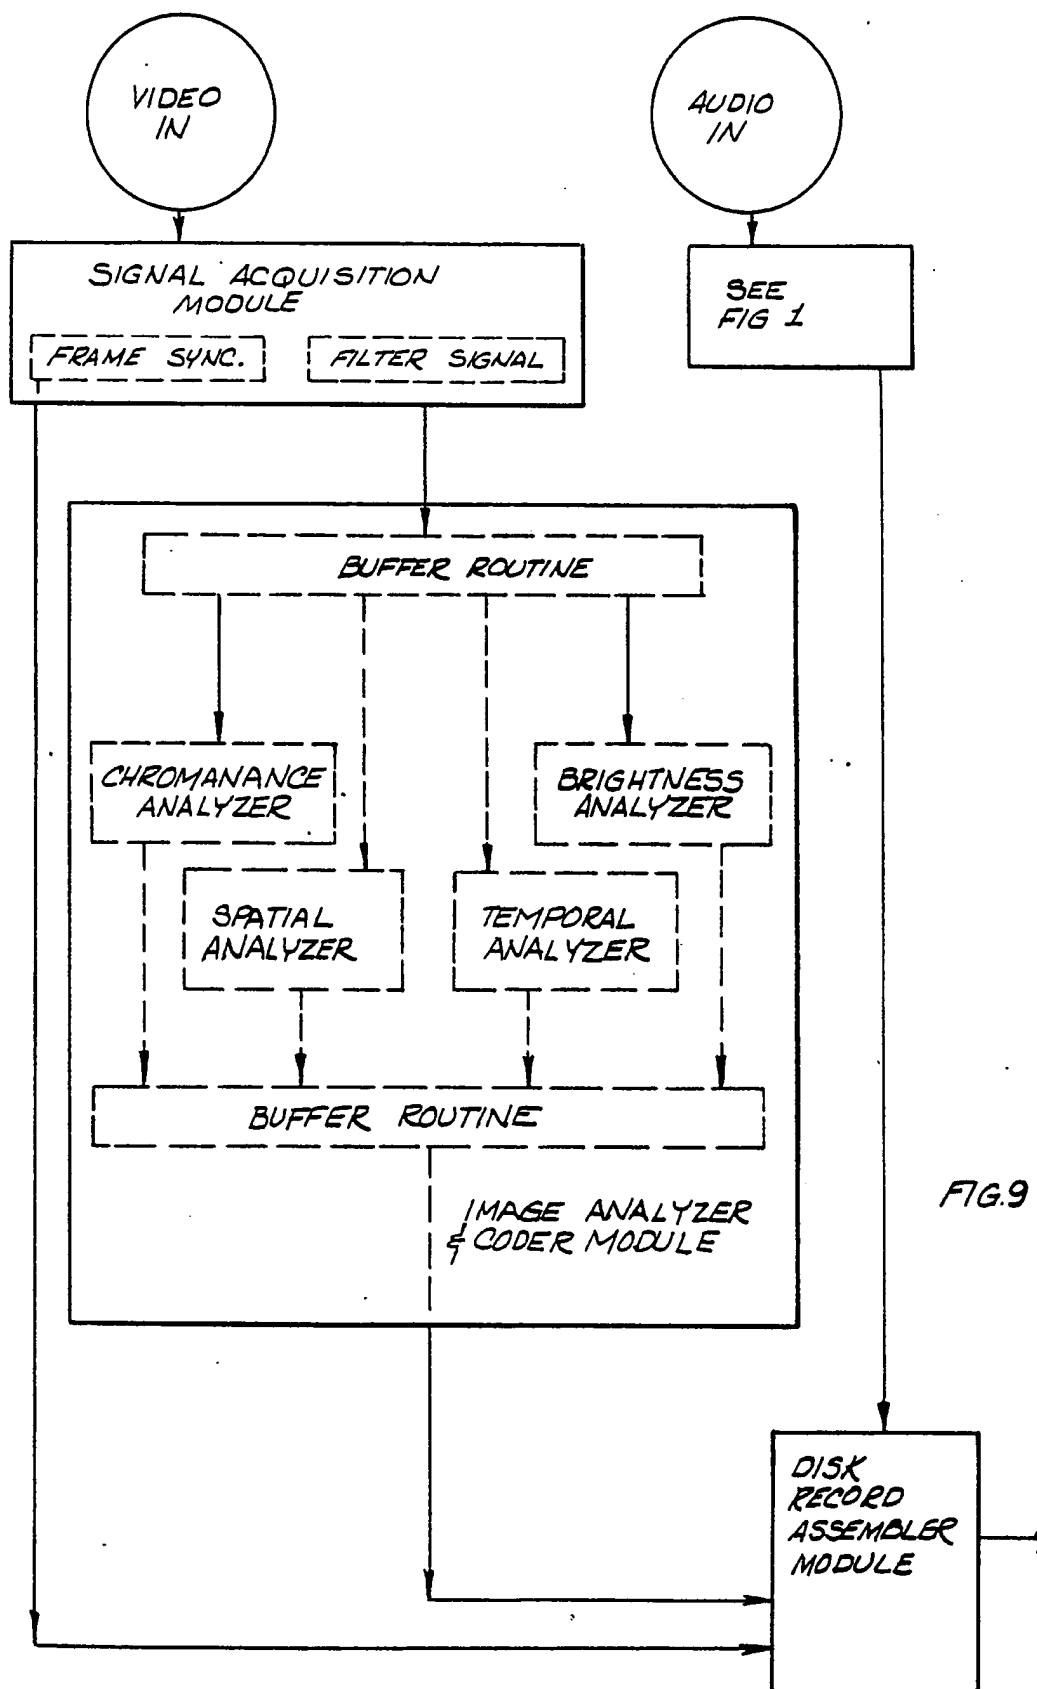 VIDEO
IN
AUDIO
IN
SIGNAL ACQUISITION
MODULE
FRAME SYNC.
FILTER SIGNAL
SEE
FIG 1
BUFFER ROUTINE
CHROMANANCE
ANALYZER
BRIGHTNESS
ANALYZER
SPATIAL
ANALYZER
TEMPORAL
ANALYZER
BUFFER ROUTINE
IMAGE ANALYZER
& CODER MODULE
FIG.9
DISK
RECORD
ASSEMBLER
MODULE